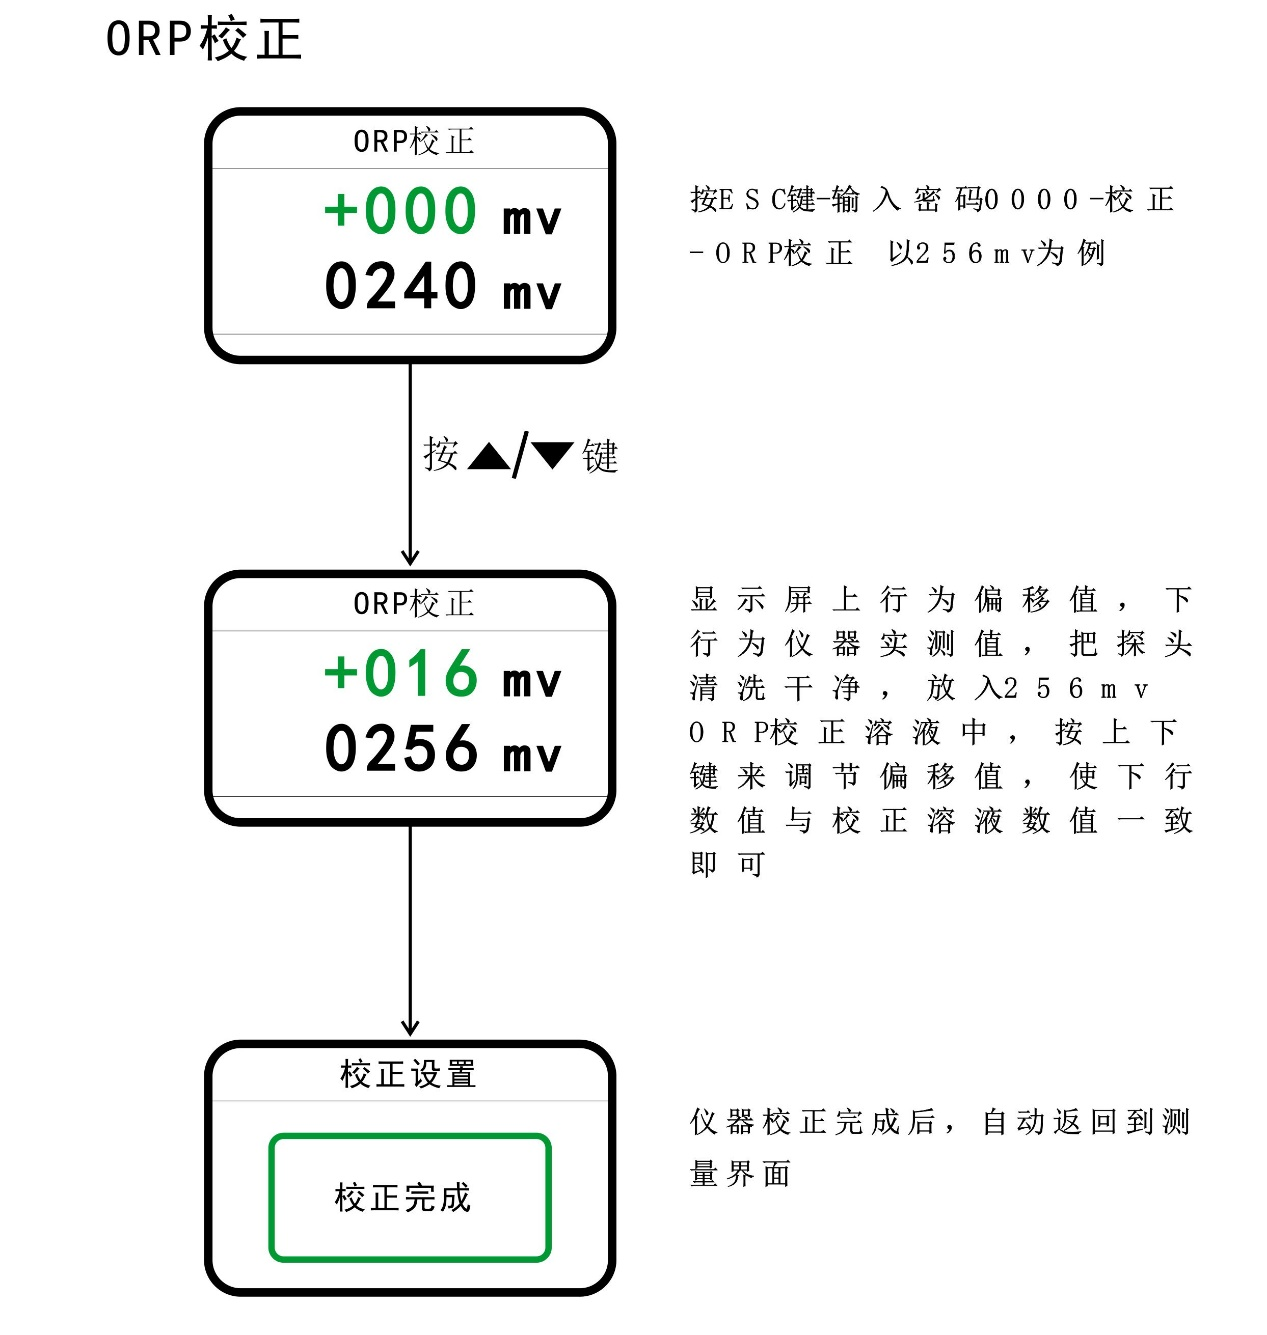 ORP校正
ORP校正
+000 mv
0240 mv
按ESC键-输入密码0000-校正
-ORP校正 以256mv为例
按▲/▼键
ORP校正
+016 mv
0256 mv
显示屏上行为偏移值，下
行为仪器实测值，把探头
清洗干净，放入256mv
ORP校正溶液中，按上下
键来调节偏移值，使下行
数值与校正溶液数值一致
即可
校正设置
校正完成
仪器校正完成后，自动返回到测
量界面